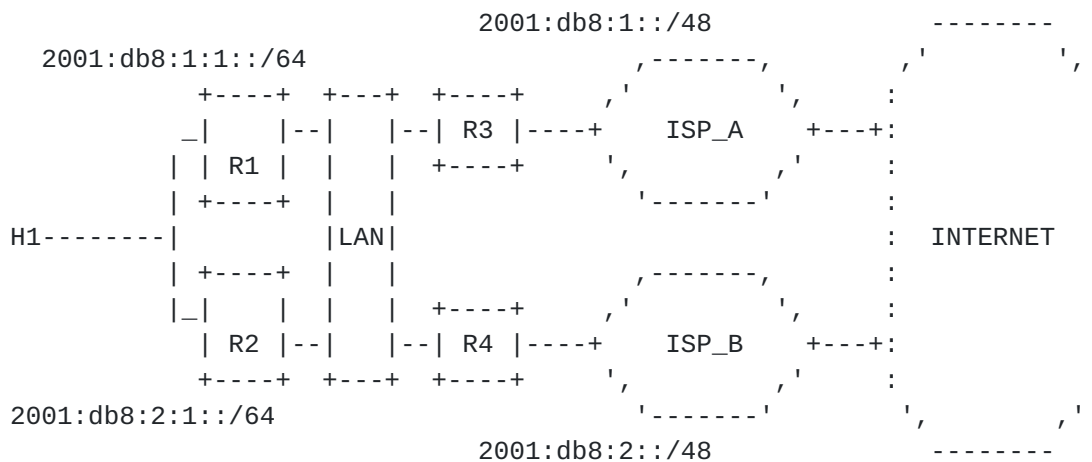 2001:db8:1::/48 --------
2001:db8:1:1::/64 ,-------, ,' ',
+----+ +---+ +----+ ,' ', :
_| |--| |--| R3 |----+ ISP_A +---+:
| | R1 | | | +----+ ', ,' :
| +----+ | | '-------' :
H1--------| |LAN| : INTERNET
| +----+ | | ,-------, :
|_| | | | +----+ ,' ', :
| R2 |--| |--| R4 |----+ ISP_B +---+:
+----+ +---+ +----+ ', ,' :
2001:db8:2:1::/64 '-------' ', ,'
2001:db8:2::/48 --------